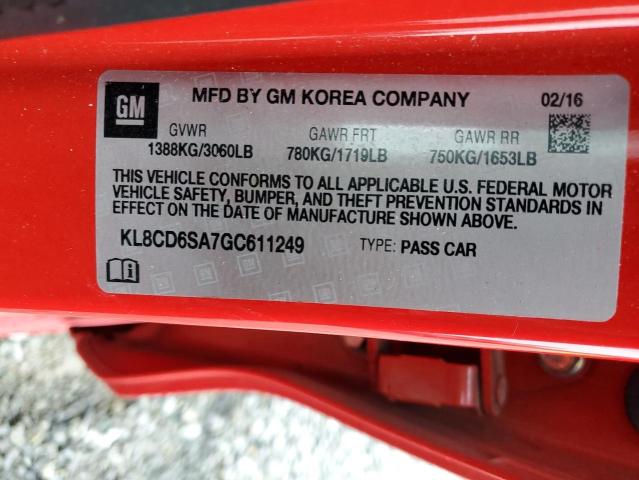 GM
MFD BY GM KOREA COMPANY 02/16
GVWR GAWR FRT GAWR RR
1388KG/3060LB 780KG/1719LB 750KG/1653LB
THIS VEHICLE CONFORMS TO ALL APPLICABLE U.S. FEDERAL MOTOR
VEHICLE SAFETY, BUMPER, AND THEFT PREVENTION STANDARDS IN
EFFECT ON THE DATE OF MANUFACTURE SHOWN ABOVE.
KL8CD6SA7GC611249 TYPE: PASS CAR